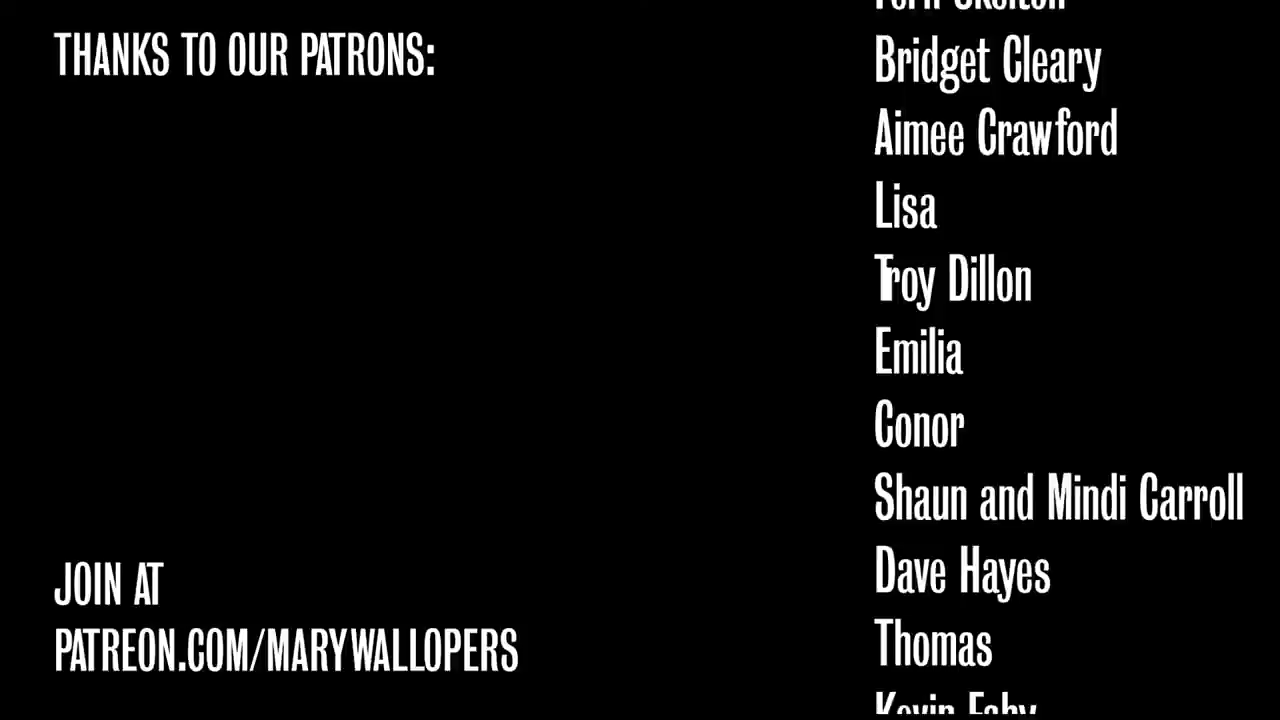 THANKS TO OUR PATRONS:
JOIN AT
PATREON.COM/MARYWALLOPERS
Bridget Cleary
Aimee Crawford
Lisa
Troy Dillon
Emilia
Conor
Shaun and Mindi Carroll
Dave Hayes
Thomas
Kevin